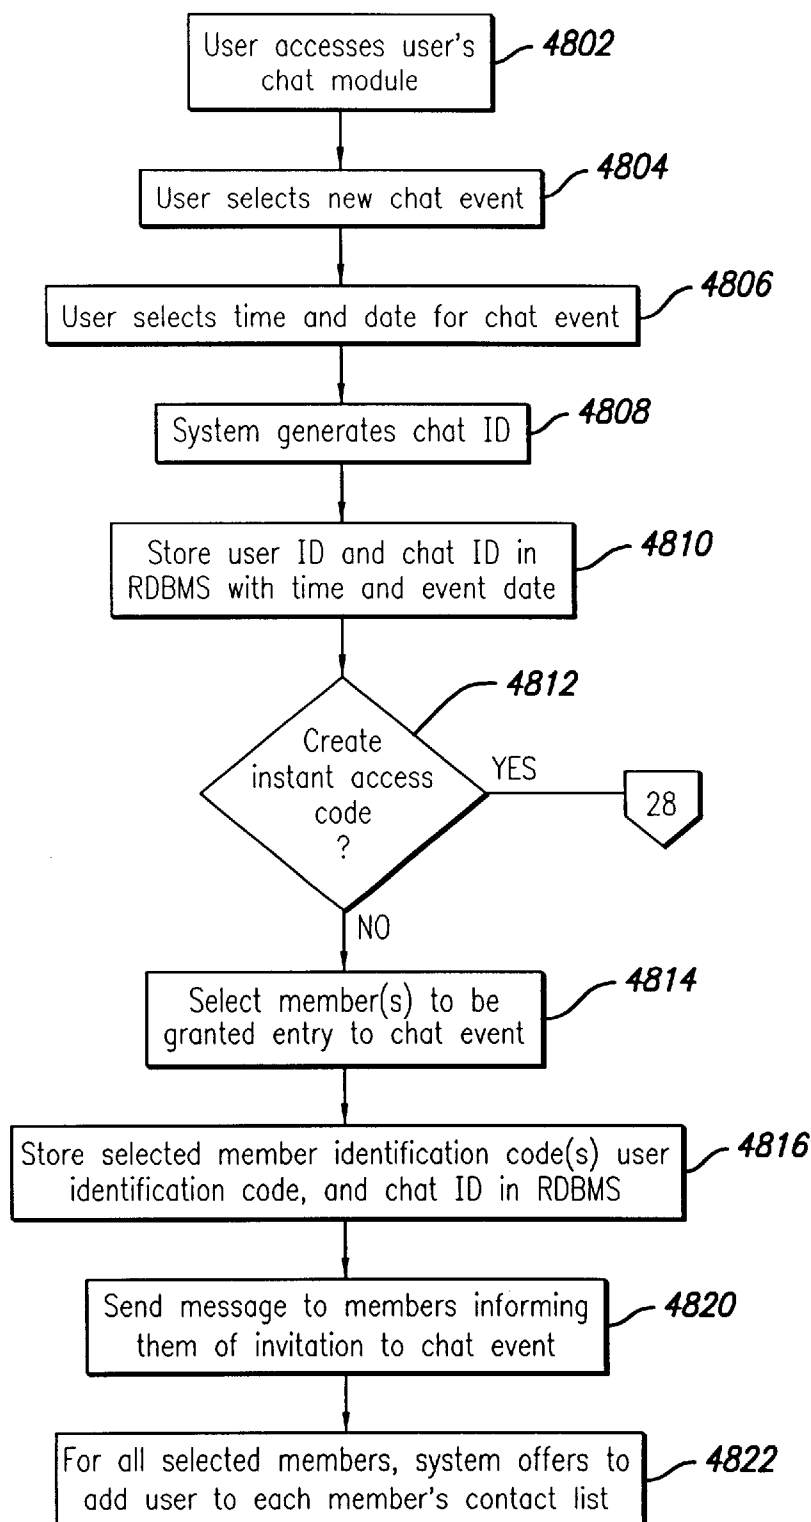 User accesses user's
chat module
4802
User selects new chat event
4804
User selects time and date for chat event
4806
System generates chat ID
4808
Store user ID and chat ID in
RDBMS with time and event date
4810
Create
instant access
code
?
4812
YES
28
NO
Select member(s) to be
granted entry to chat event
4814
Store selected member identification code(s) user
identification code, and chat ID in RDBMS
4816
Send message to members informing
them of invitation to chat event
4820
For all selected members, system offers to
add user to each member's contact list
4822